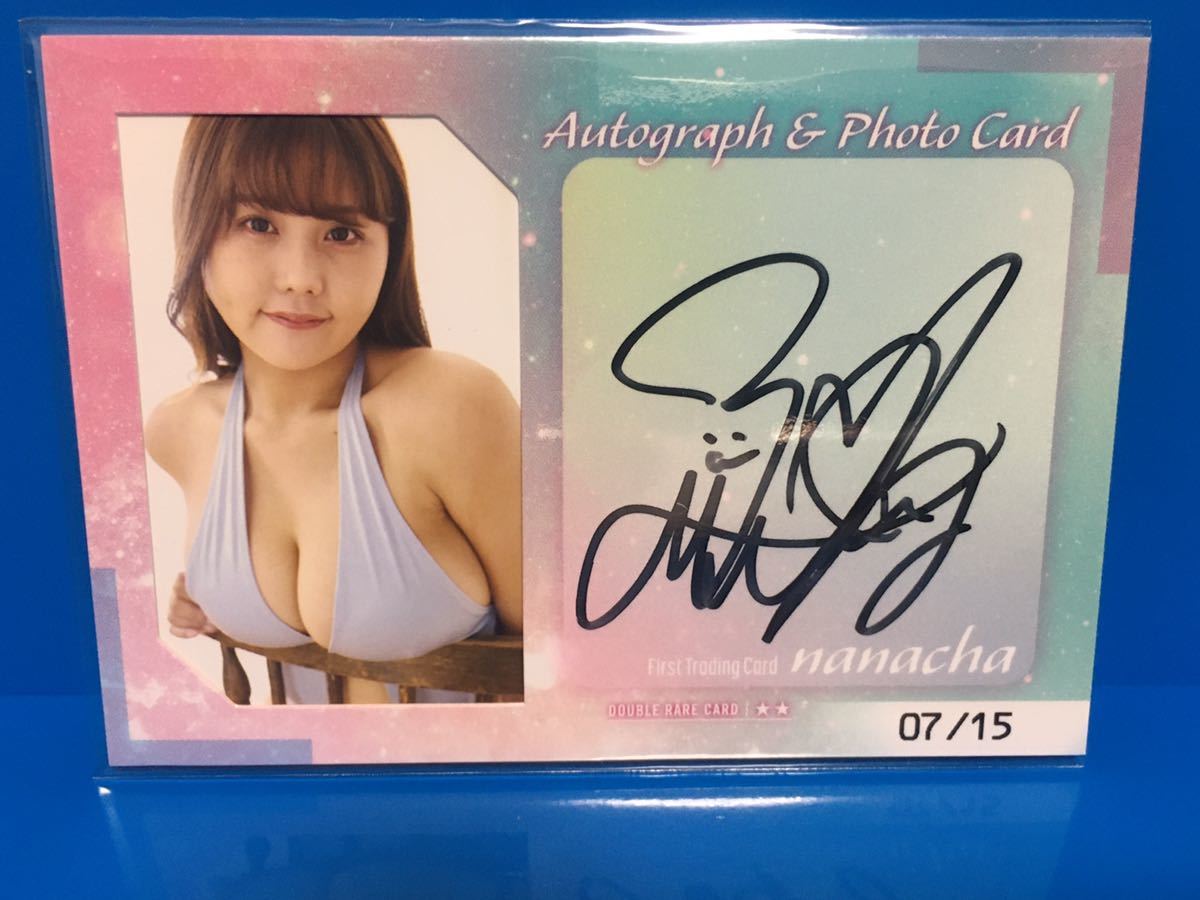 Autograph & Photo Card
First Trading Card nanacha
DOUBLE RARE CARD ★★
07/15